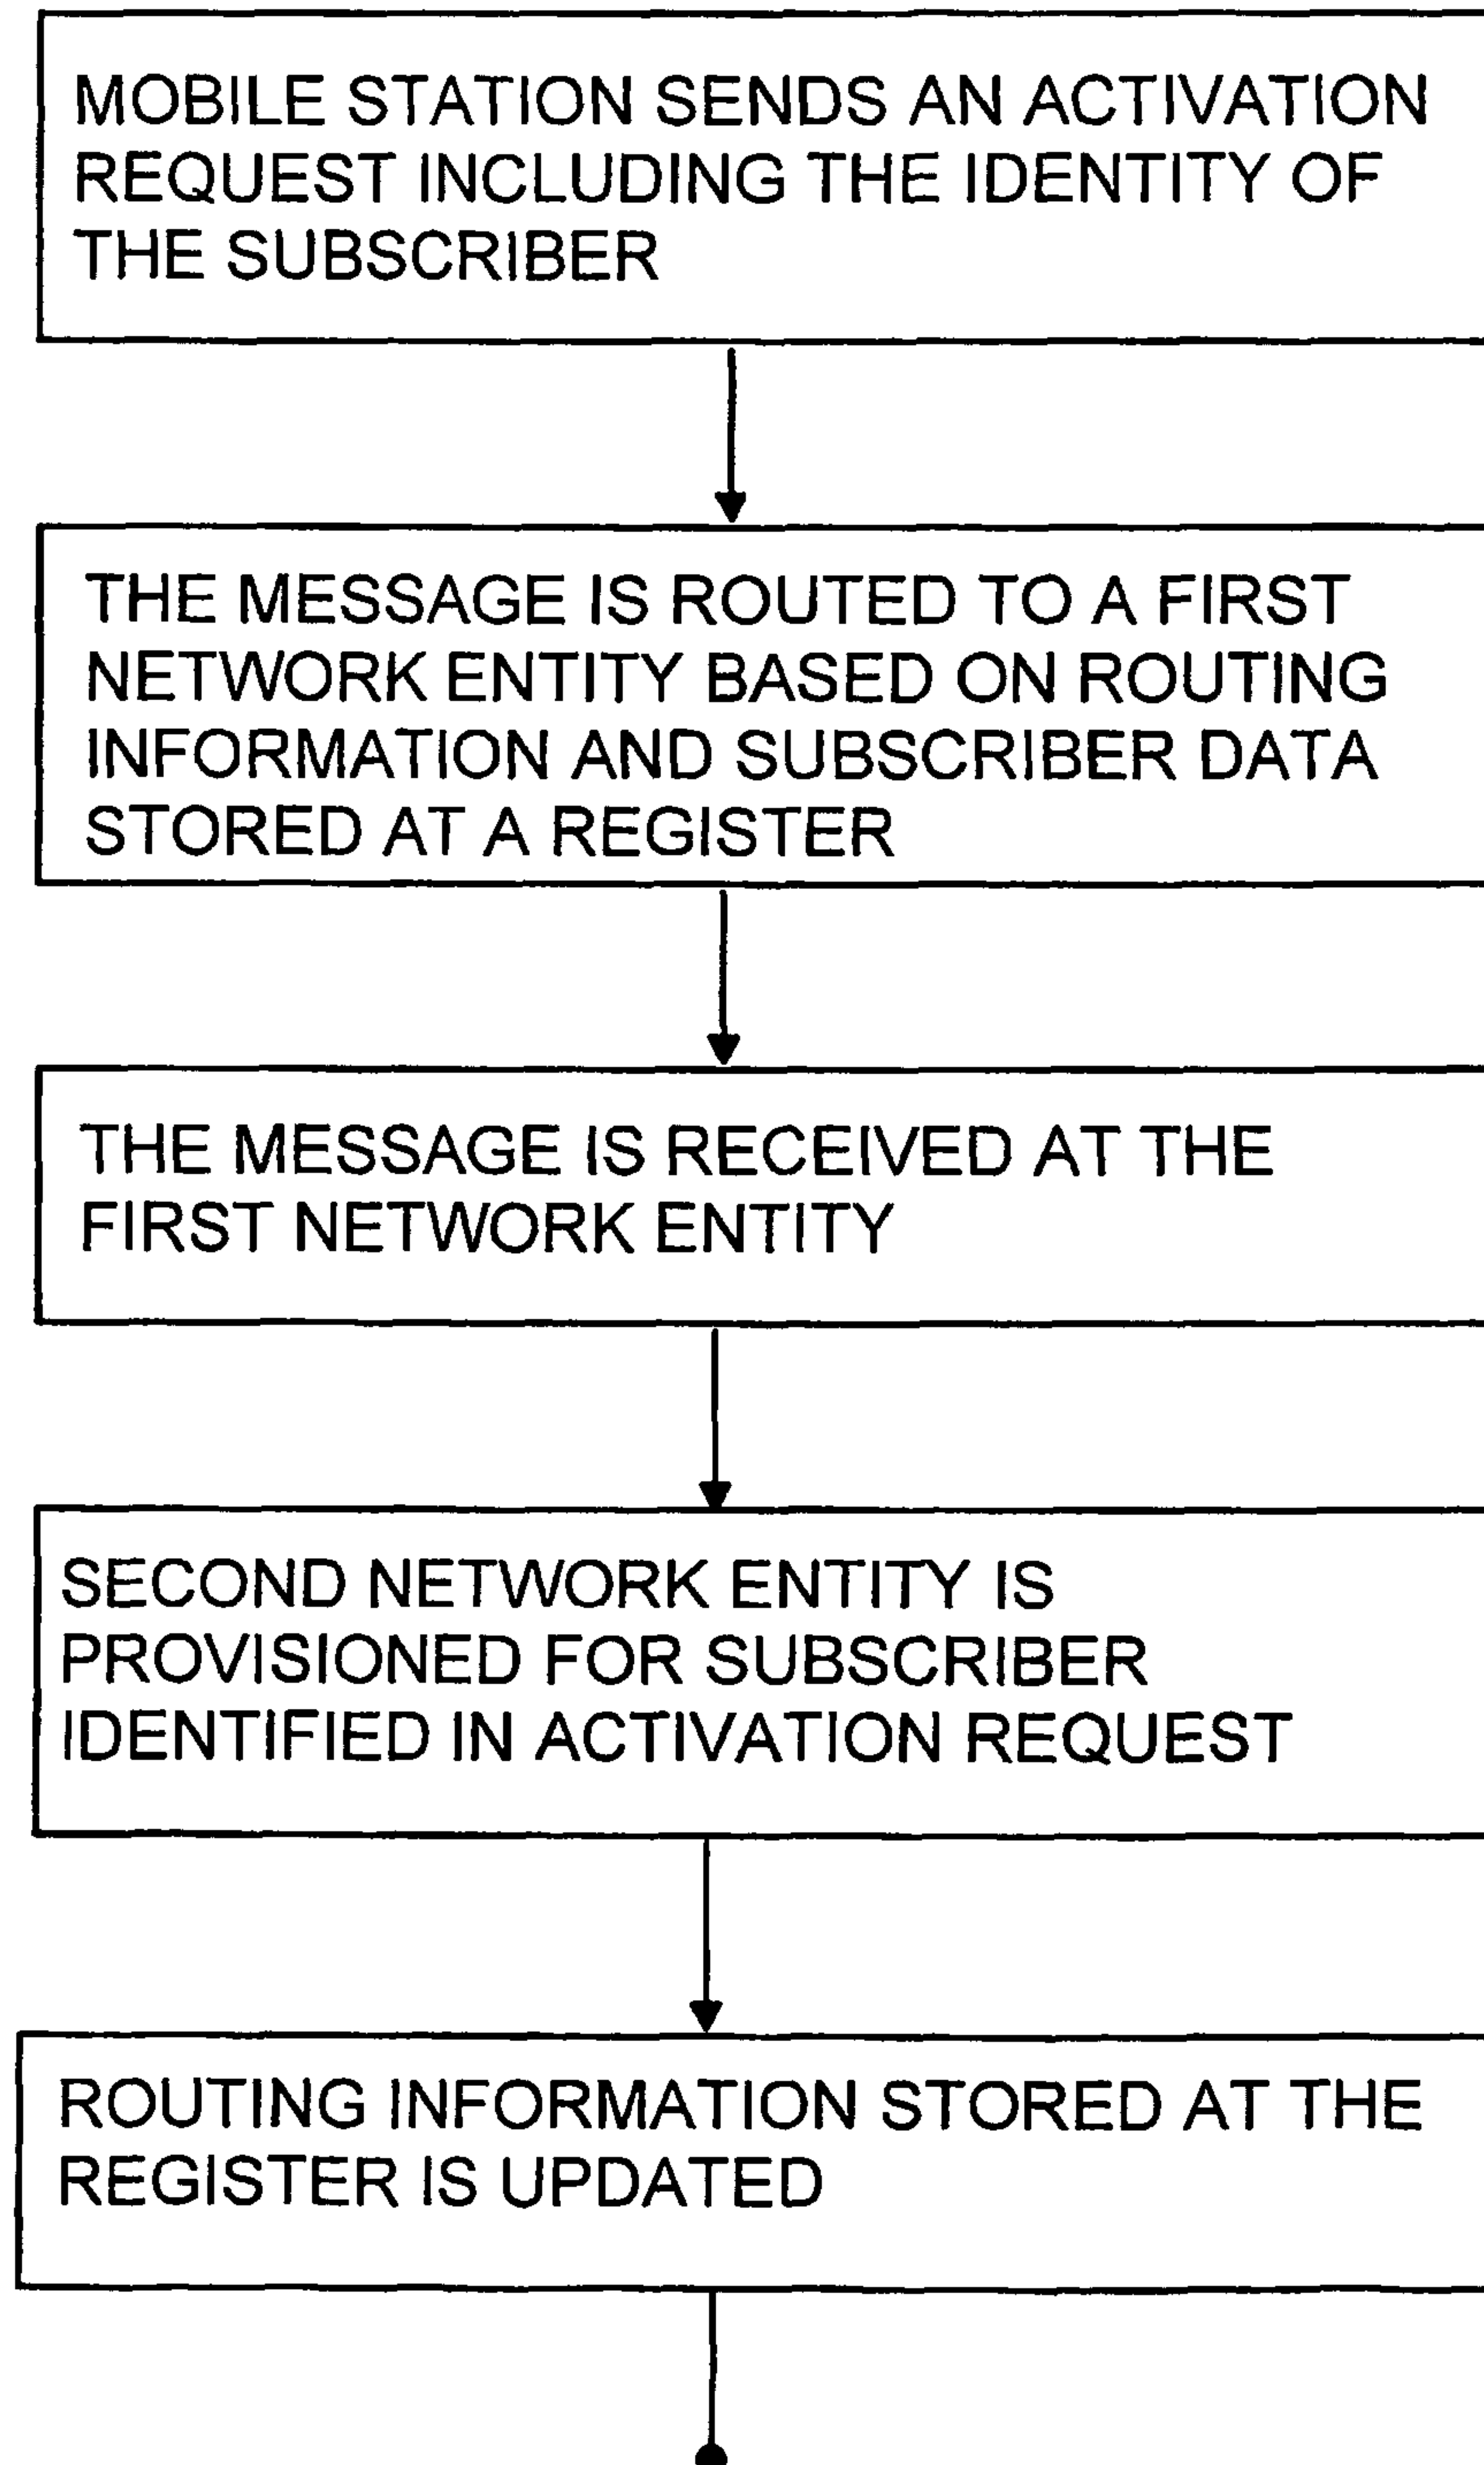 MOBILE STATION SENDS AN ACTIVATION
REQUEST INCLUDING THE IDENTITY OF
THE SUBSCRIBER
THE MESSAGE IS ROUTED TO A FIRST
NETWORK ENTITY BASED ON ROUTING
INFORMATION AND SUBSCRIBER DATA
STORED AT A REGISTER
THE MESSAGE IS RECEIVED AT THE
FIRST NETWORK ENTITY
SECOND NETWORK ENTITY IS
PROVISIONED FOR SUBSCRIBER
IDENTIFIED IN ACTIVATION REQUEST
ROUTING INFORMATION STORED AT THE
REGISTER IS UPDATED